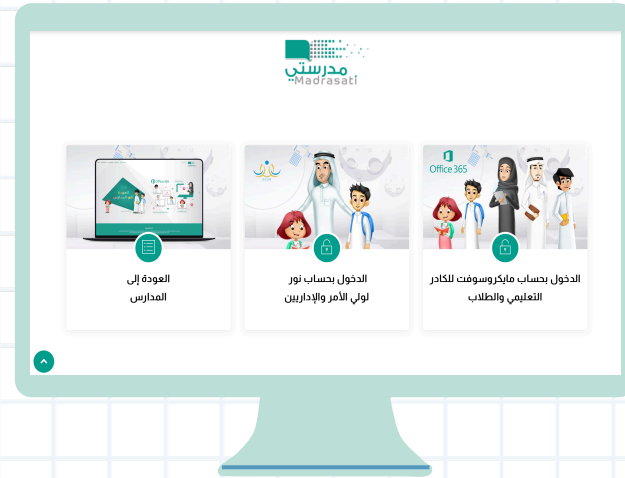 مدرستي
Madrasati
Office 365
الدخول بحساب مايكروسوفت للكادر
التعليمي والطلاب
الدخول بحساب نور
لولي الأمر والإداريين
العودة إلى
المدارس